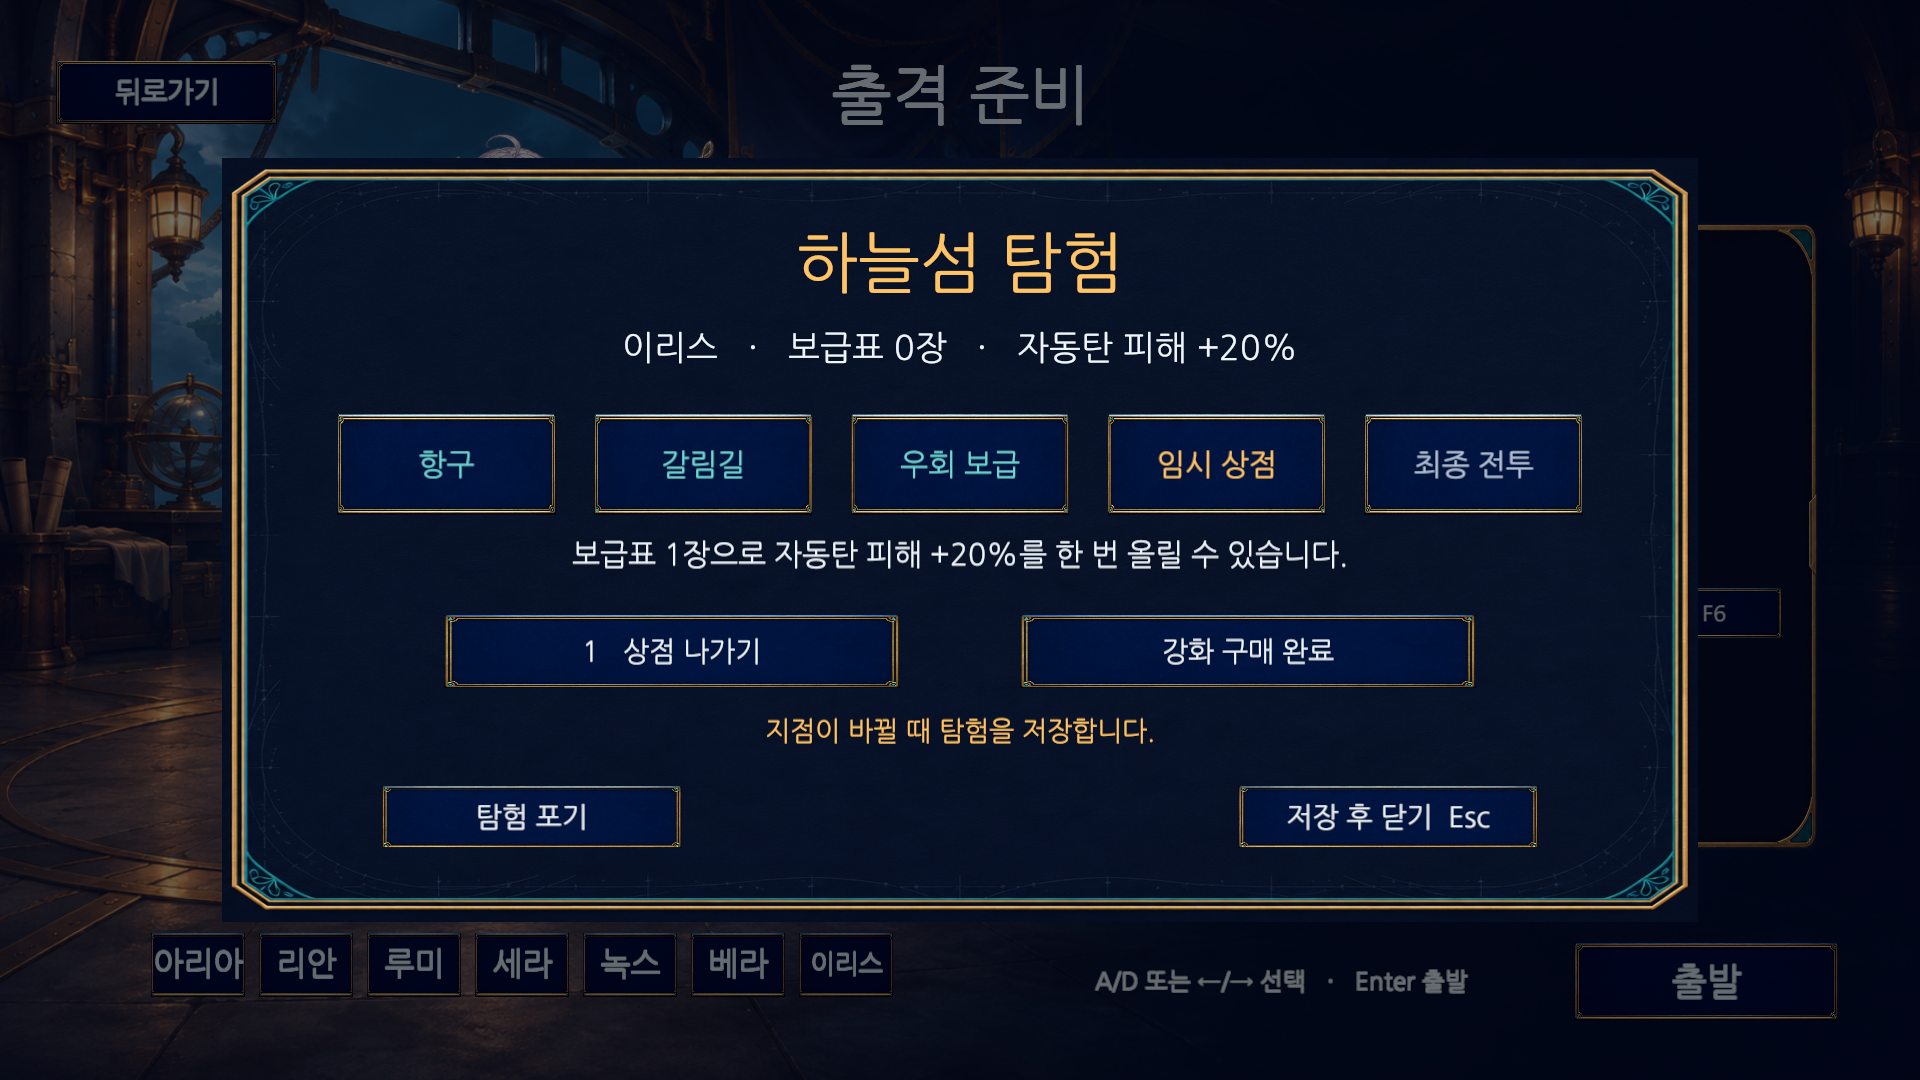 뒤로가기
출격 준비
하늘섬 탐험
이리스 · 보급표 0장 · 자동탄 피해 +20%
항구
갈림길
우회 보급
임시 상점
최종 전투
보급표 1장으로 자동탄 피해 +20%를 한 번 올릴 수 있습니다.
1 상점 나가기
강화 구매 완료
F6
지점이 바뀔 때 탐험을 저장합니다.
탐험 포기
저장 후 닫기 Esc
아리아
리안
루미
세라
녹스
베라
이리스
A/D 또는 ←/→ 선택 · Enter 출발
출발